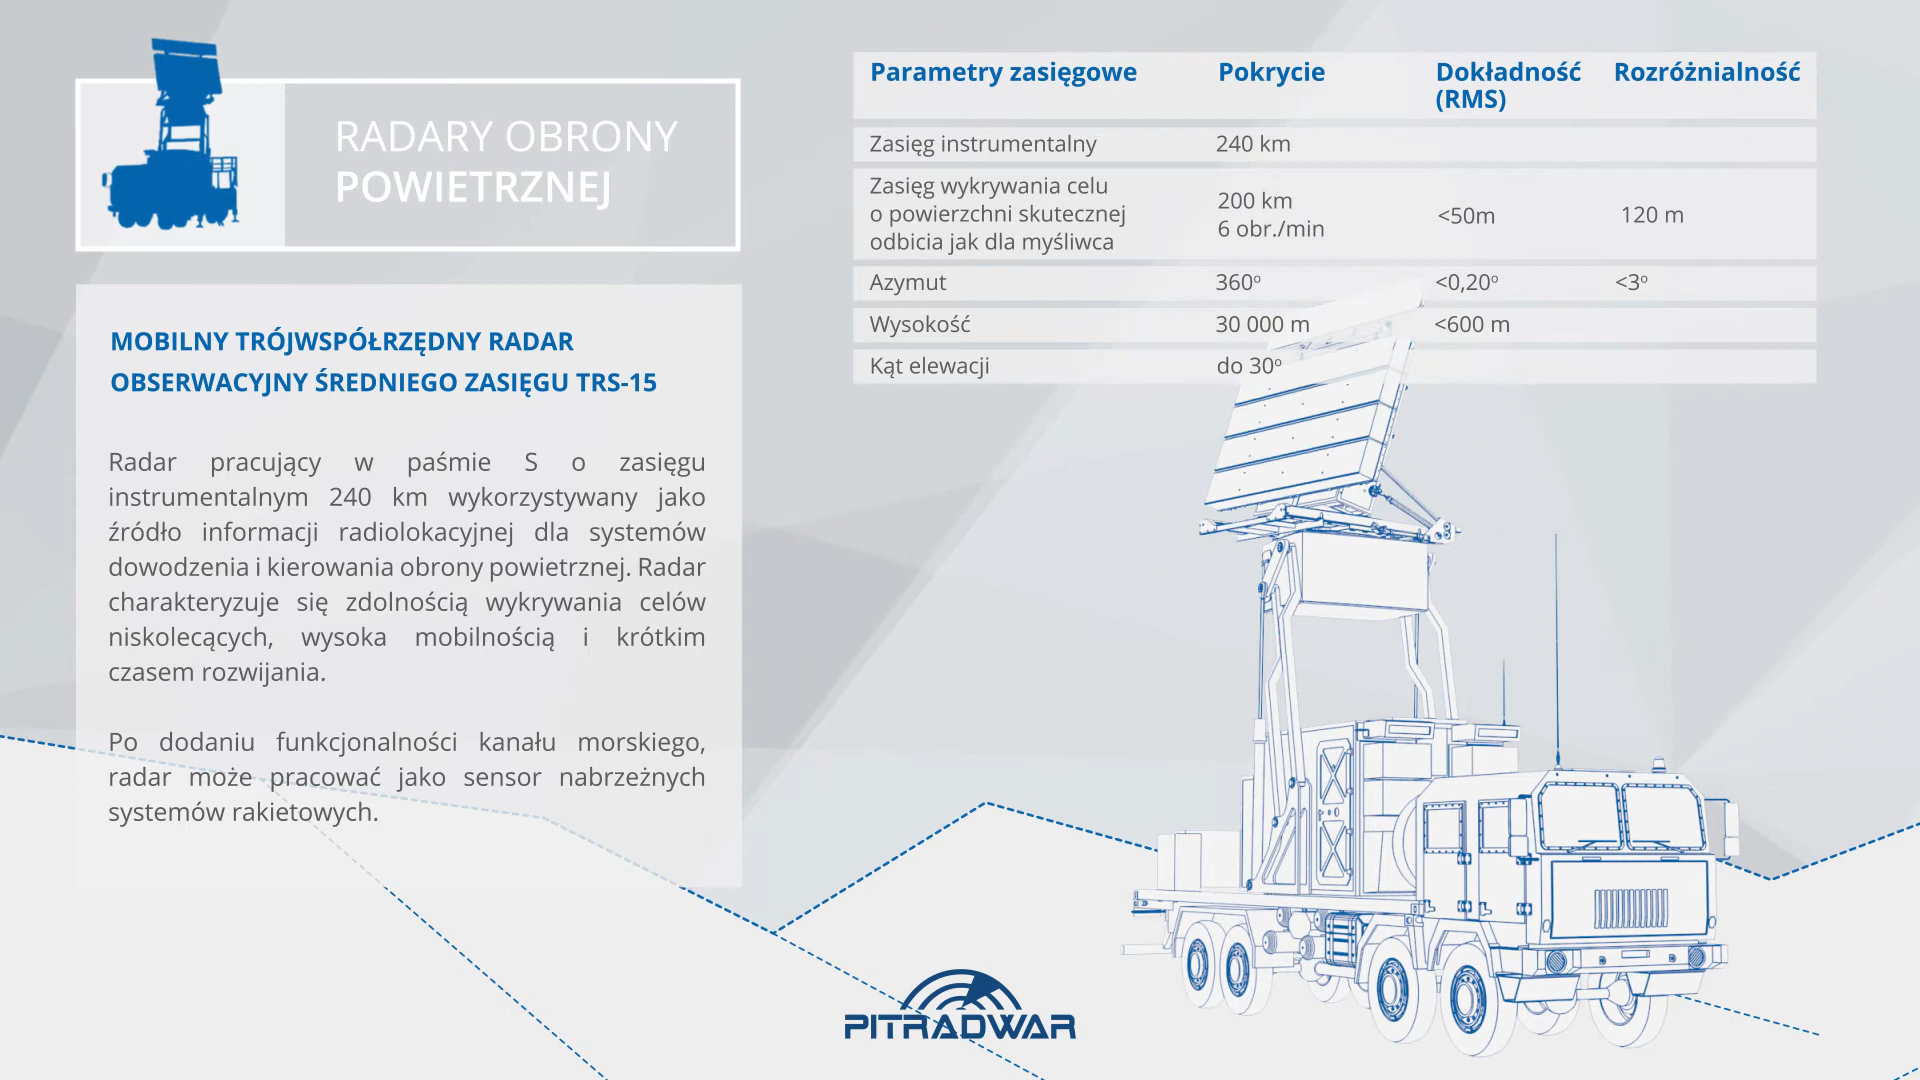 RADARY OBRONY
POWIETRZNEJ
MOBILNY TRÓJWSPÓŁRZĘDNY RADAR
OBSERWACYJNY ŚREDNIEGO ZASIĘGU TRS-15
Radar pracujący w paśmie S o zasięgu
instrumentalnym 240 km wykorzystywany jako
źródło informacji radiolokacyjnej dla systemów
dowodzenia i kierowania obrony powietrznej. Radar
charakteryzuje się zdolnością wykrywania celów
niskolecących, wysoka mobilnością i krótkim
czasem rozwijania.
Po dodaniu funkcjonalności kanału morskiego,
radar może pracować jako sensor nabrzeżnych
systemów rakietowych.
Parametry zasięgowe Pokrycie Dokładność Rozróżnialność
(RMS)
Zasięg instrumentalny 240 km
Zasięg wykrywania celu
o powierzchni skutecznej
odbicia jak dla myśliwca
200 km
6 obr./min
<50m
120 m
Azymut 360º <0,20º <3º
Wysokość 30 000 m <600 m
Kąt elewacji do 30º
PITRADWAR